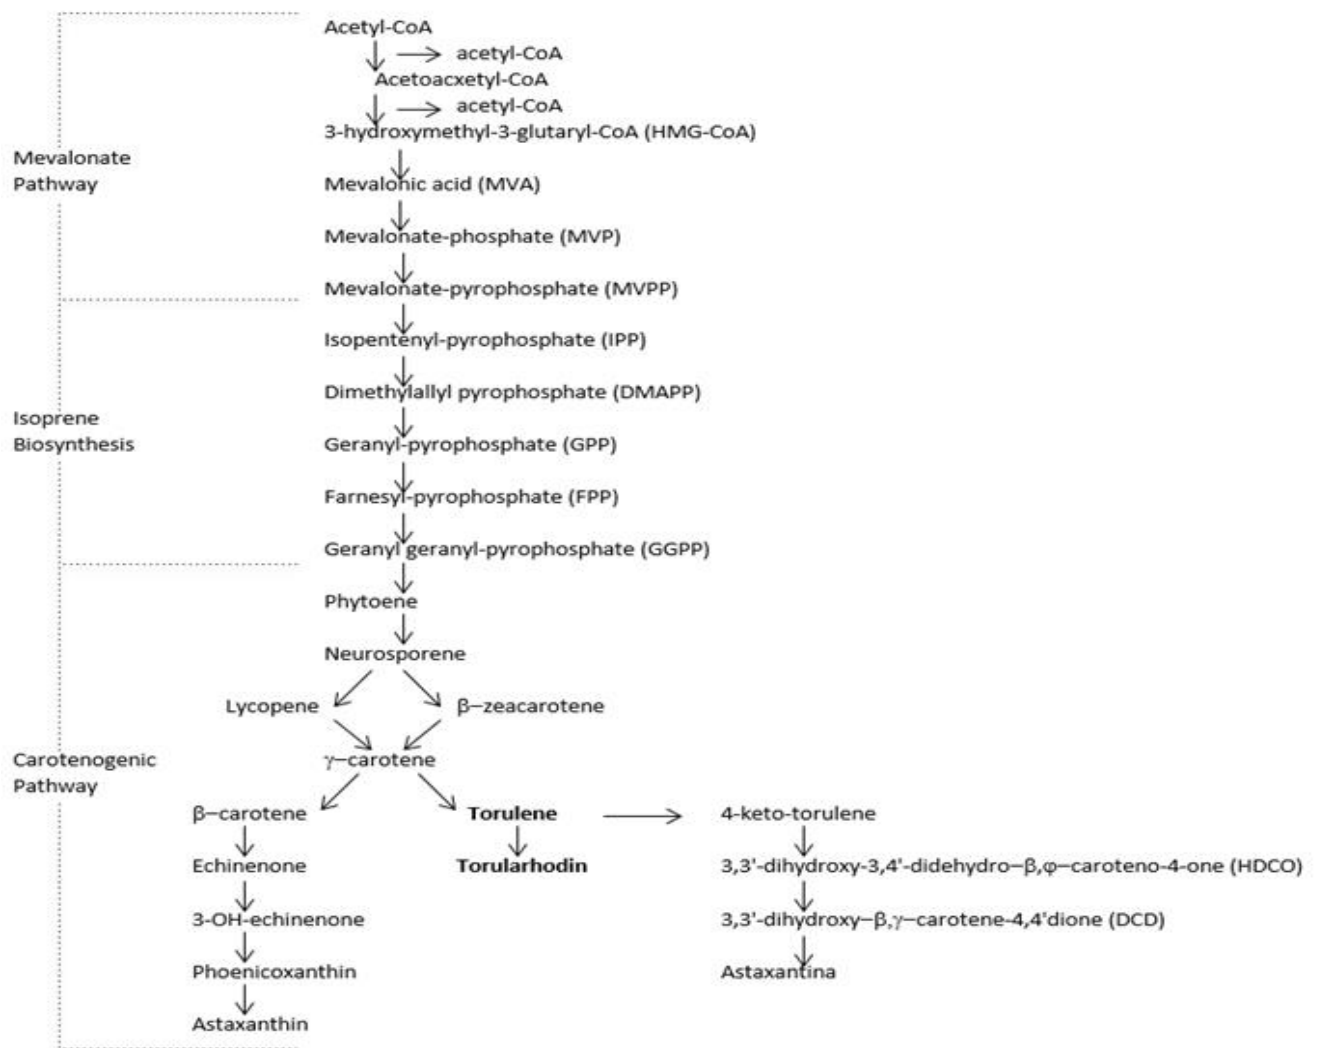 Acetyl-CoA
acetyl-CoA
Acetoacxetyl-CoA
acetyl-CoA
3-hydroxymethyl-3-glutaryl-CoA (HMG-CoA)
Mevalonate
Pathway
Mevalonic acid (MVA)
Mevalonate-phosphate (MVP)
Mevalonate-pyrophosphate (MVPP)
Isopentenyl-pyrophosphate (IPP)
Dimethylallyl pyrophosphate (DMAPP)
Isoprene
Biosynthesis
Geranyl-pyrophosphate (GPP)
Farnesyl-pyrophosphate (FPP)
Geranyl geranyl-pyrophosphate (GGPP)
Phytoene
Neurosporene
Lycopene
β–zeacarotene
Carotenogenic
Pathway
γ–carotene
β–carotene
Torulene
4-keto-torulene
Echinenone
Torularhodin
3,3'-dihydroxy-3,4'-didehydro–β,φ–caroteno-4-one (HDCO)
3-OH-echinenone
3,3'-dihydroxy–β,γ–carotene-4,4'dione (DCD)
Phoenicoxanthin
Astaxantina
Astaxanthin